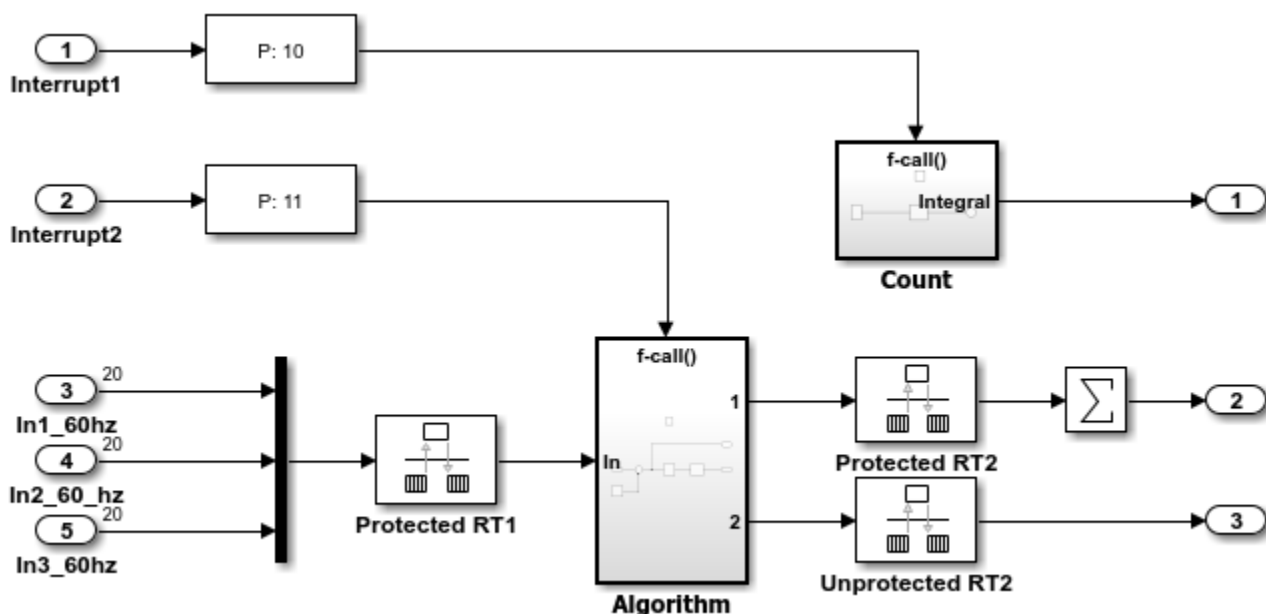 1
Interrupt1
P: 10
f-call()
Integral
Count
1
2
Interrupt2
P: 11
3
20
In1_60hz
4
20
In2_60_hz
5
20
In3_60hz
Protected RT1
f-call()
In
1
2
Algorithm
Protected RT2
Σ
2
Unprotected RT2
3